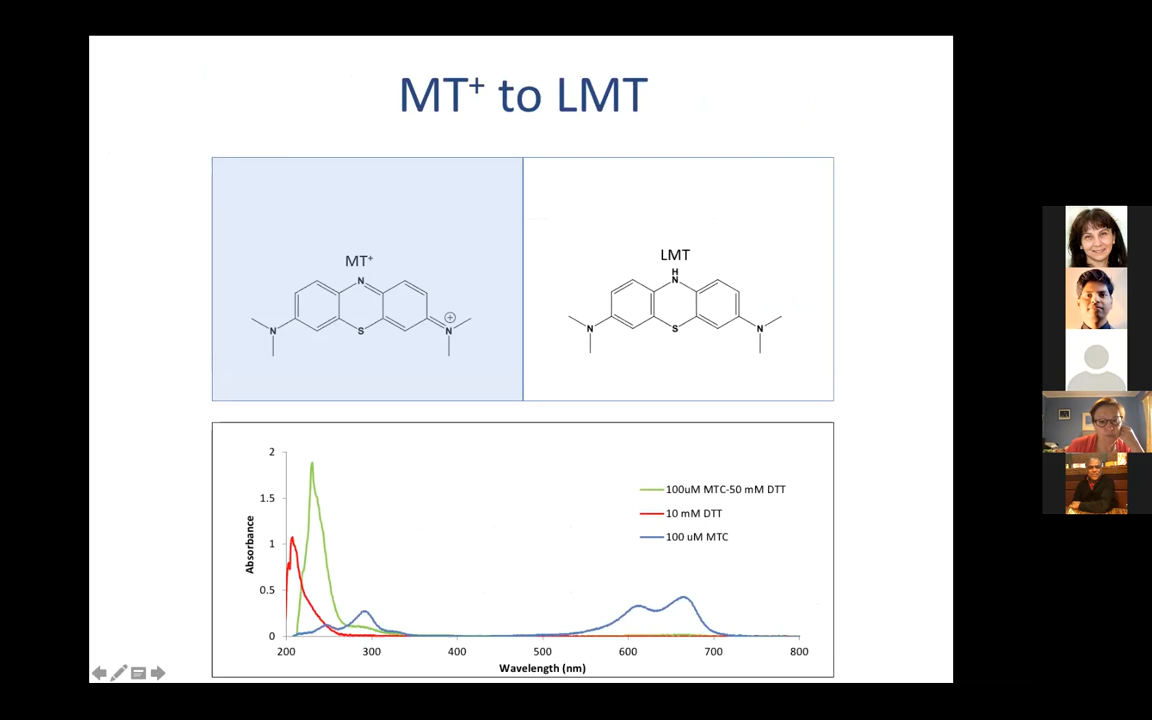 MT⁺ to LMT
MT⁺
N
N
S
N
+
LMT
H
N
N
S
N
2
1.5
1
0.5
0
Absorbance
200
300
400
500
600
700
800
Wavelength (nm)
100uM MTC-50 mM DTT
10 mM DTT
100 uM MTC